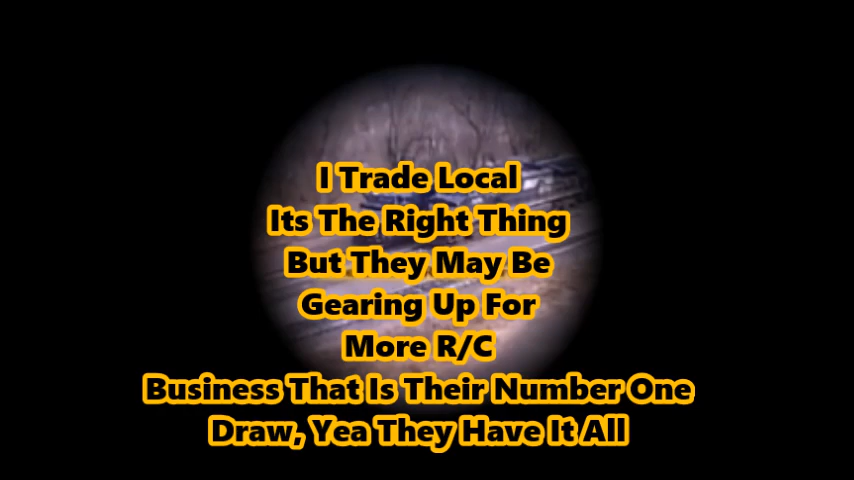 I Trade Local
Its The Right Thing
But They May Be
Gearing Up For
More R/C
Business That Is Their Number One
Draw, Yea They Have It All